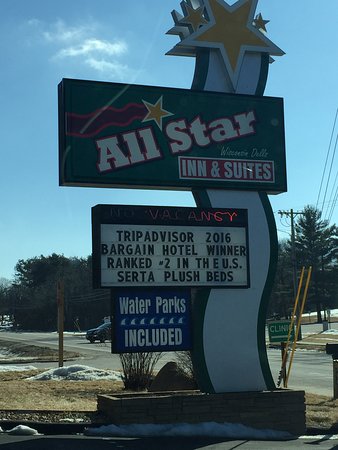 All Star
Wisconsin Dells
INN & SUITES
NO VACANCY
TRIPADVISOR 2016
BARGAIN HOTEL WINNER
RANKED #2 IN THE U.S.
SERTA PLUSH BEDS
Water Parks
INCLUDED
CLINIC